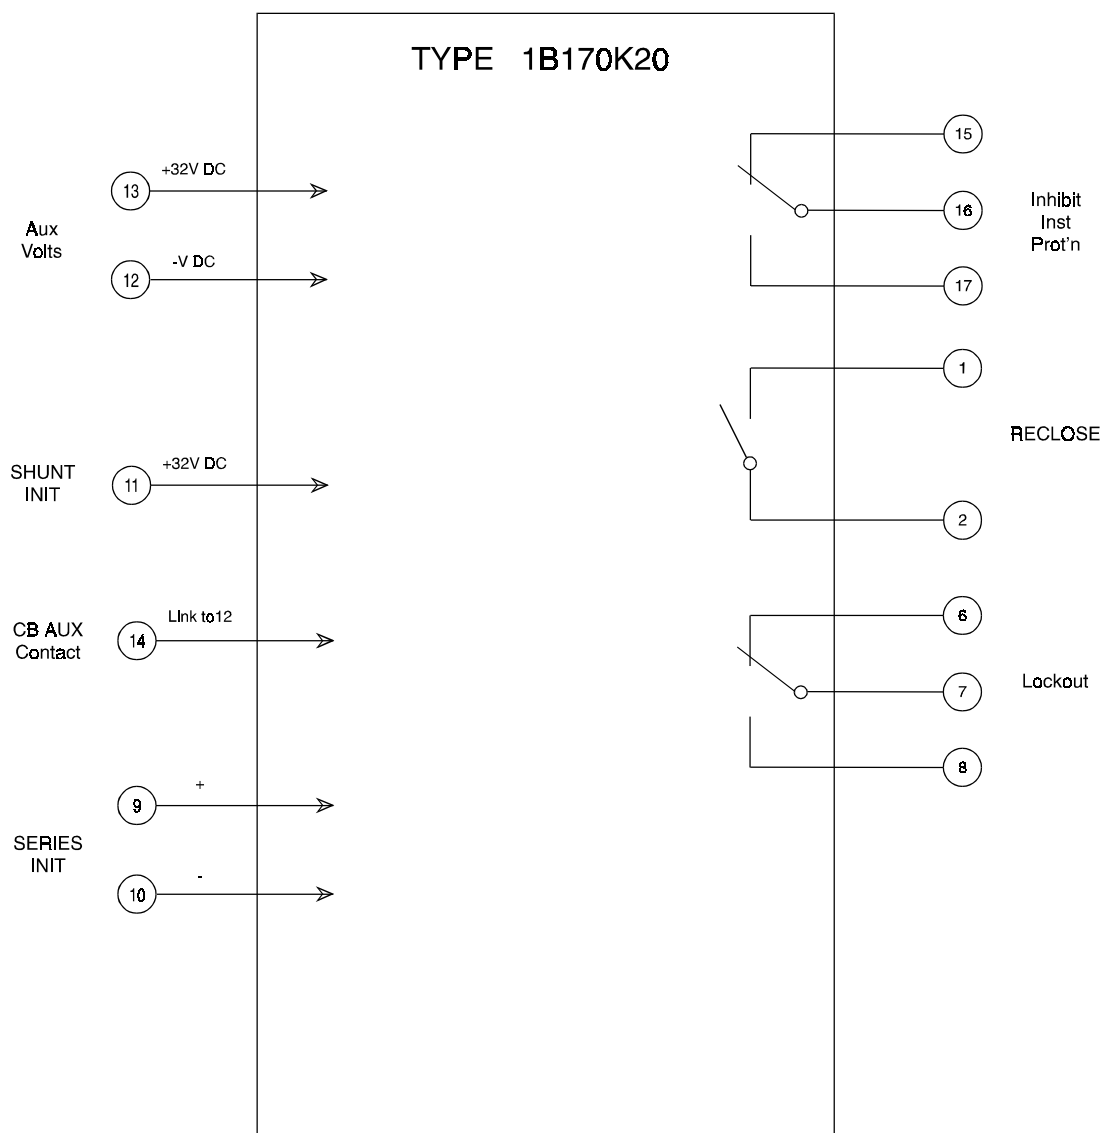 TYPE 1B170K20
13
+32V DC
Aux
Volts
12
-V DC
SHUNT
INIT
11
+32V DC
CB AUX
Contact
14
LInk to12
9
+
SERIES
INIT
10
-
15
16
17
Inhibit
Inst
Prot'n
1
RECLOSE
2
6
7
Lockout
8